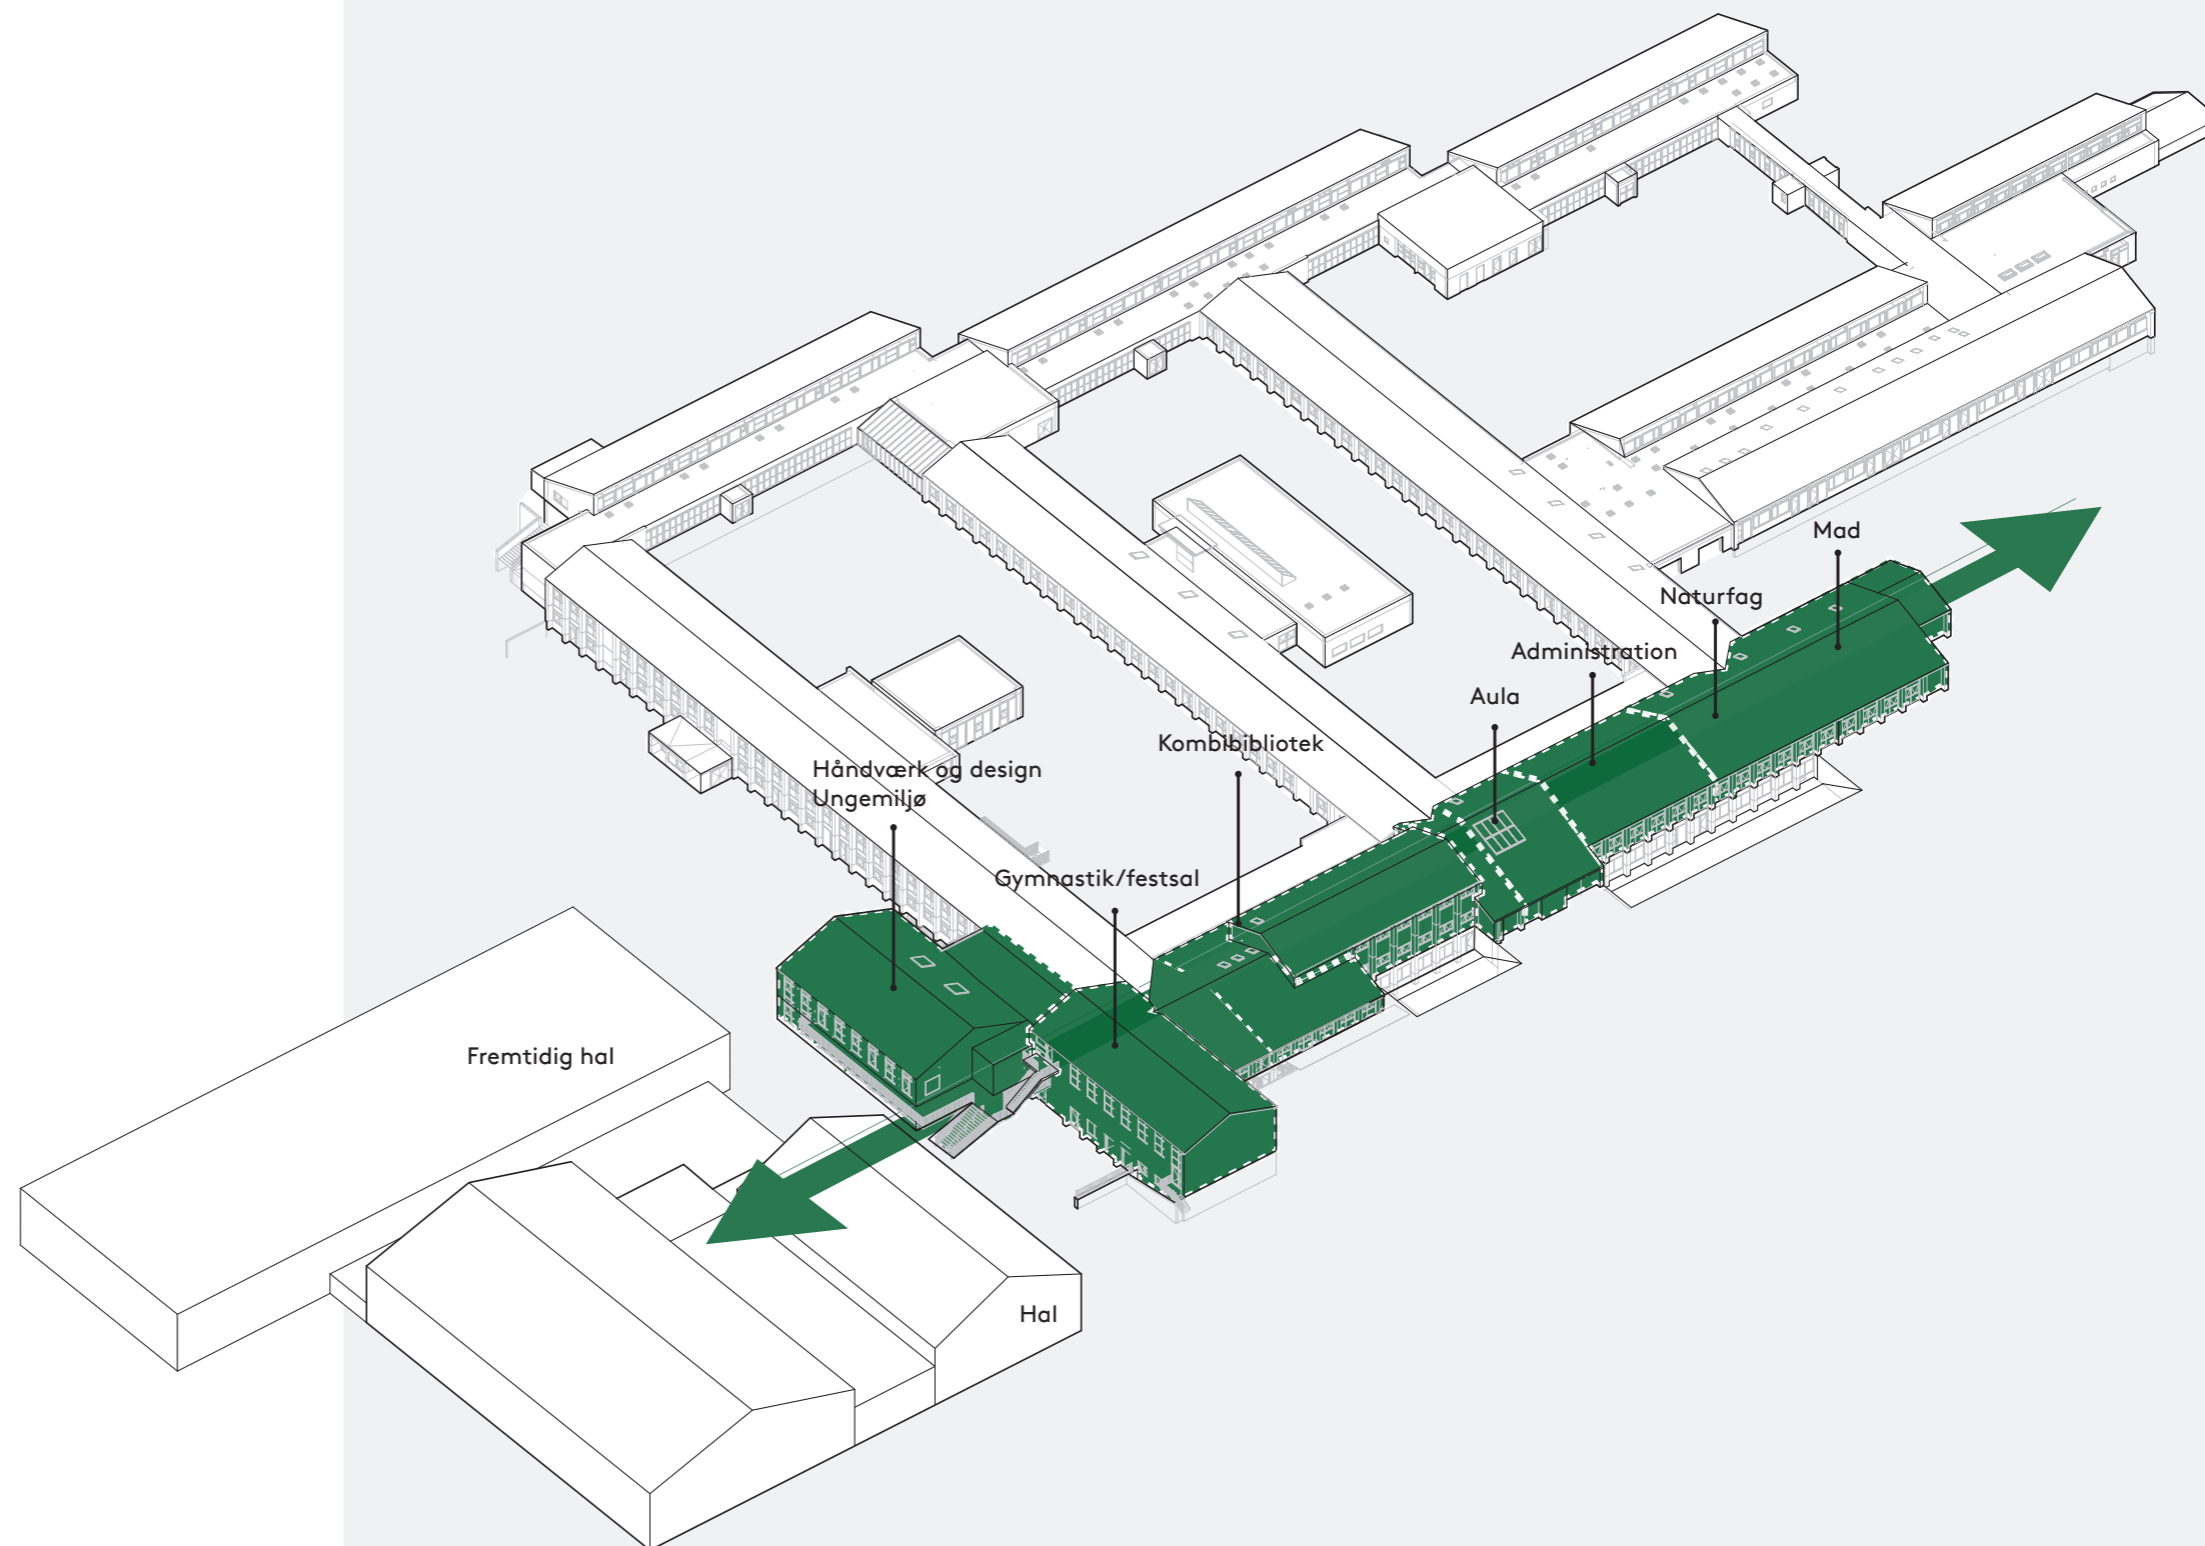 Mad
Naturfag
Administration
Aula
Kombibibliotek
Håndværk og design
Ungemiljø
Gymnastik/festsal
Fremtidig hal
Hal